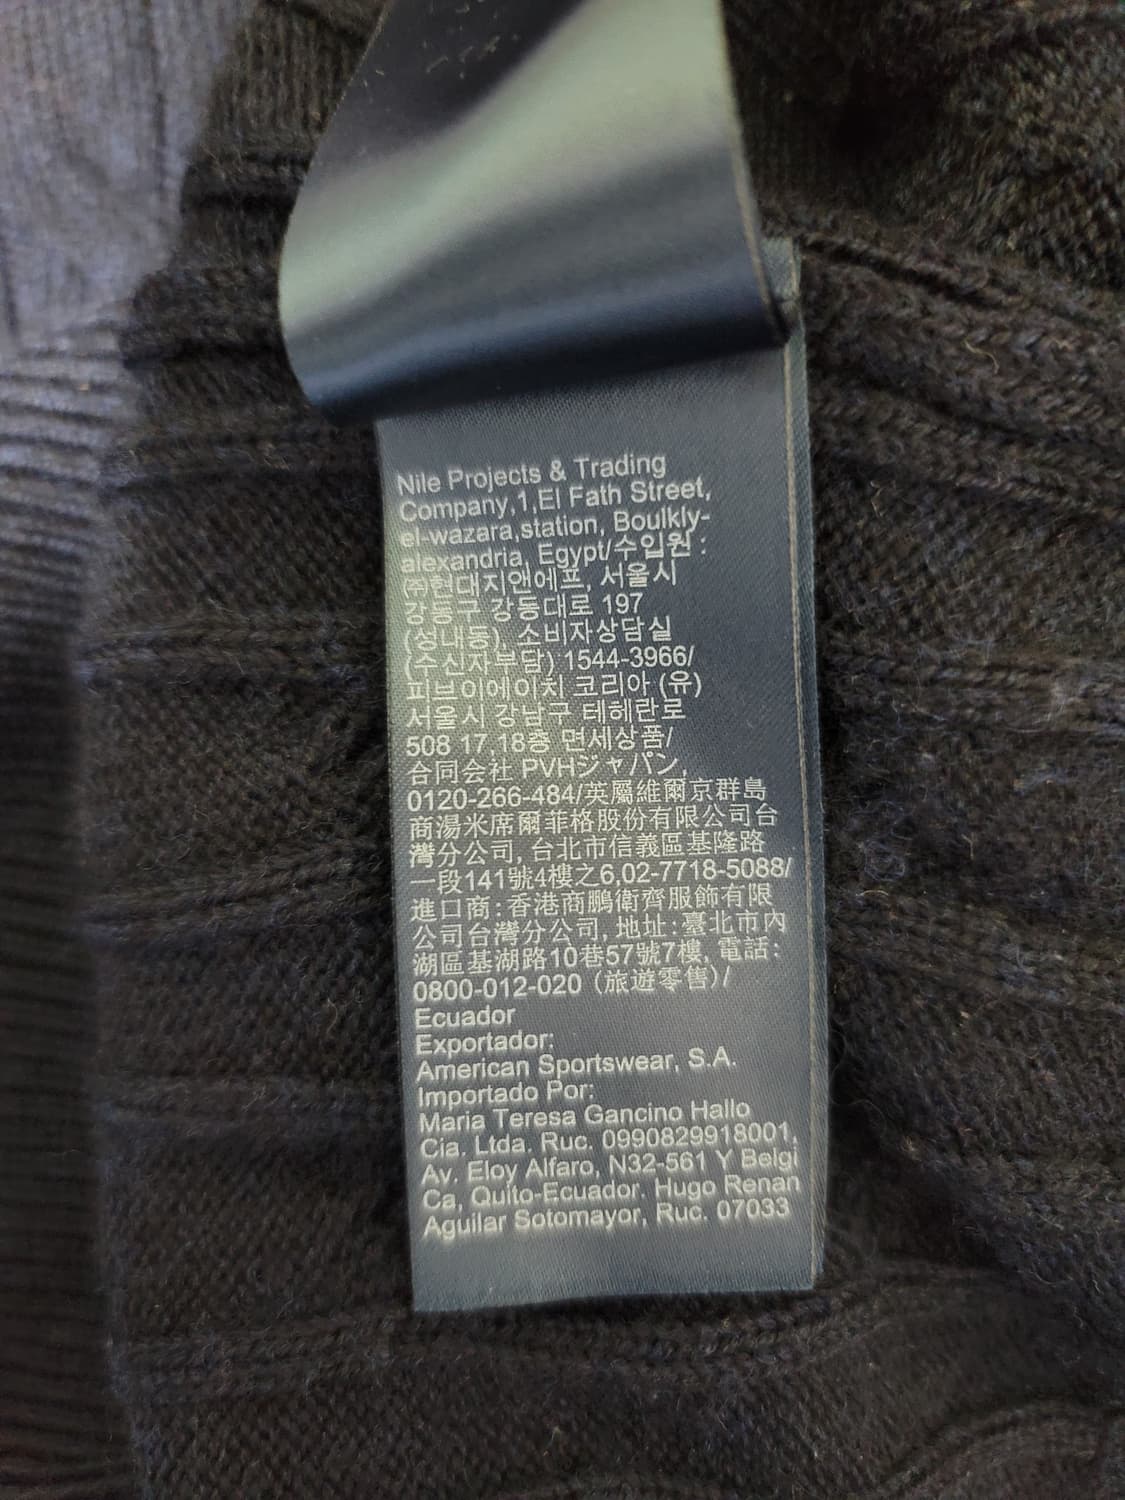 Nile Projects & Trading
Company,1,El Fath Street,
el-wazara,station, Boulkly-
alexandria, Egypt/수입원 :
㈜현대지앤에프, 서울시
강동구 강동대로 197
(성내동), 소비자상담실
(수신자부담) 1544-3966/
피브이에이치 코리아 (유)
서울시 강남구 테헤란로
508 17,18층 면세상품/
合同会社 PVHジャパン,
0120-266-484/英屬維爾京群島
商湯米席爾菲格股份有限公司台
灣分公司, 台北市信義區基隆路
一段141號4樓之6,02-7718-5088/
進口商:香港商鵬衛齊服飾有限
公司台灣分公司, 地址:臺北市內
湖區基湖路10巷57號7樓, 電話:
0800-012-020 (旅遊零售)/
Ecuador
Exportador:
American Sportswear, S.A.
Importado Por:
Maria Teresa Gancino Hallo
Cia. Ltda, Ruc. 0990829918001,
Av. Eloy Alfaro, N32-561 Y Belgi
Ca, Quito-Ecuador. Hugo Renan
Aguilar Sotomayor, Ruc. 07033